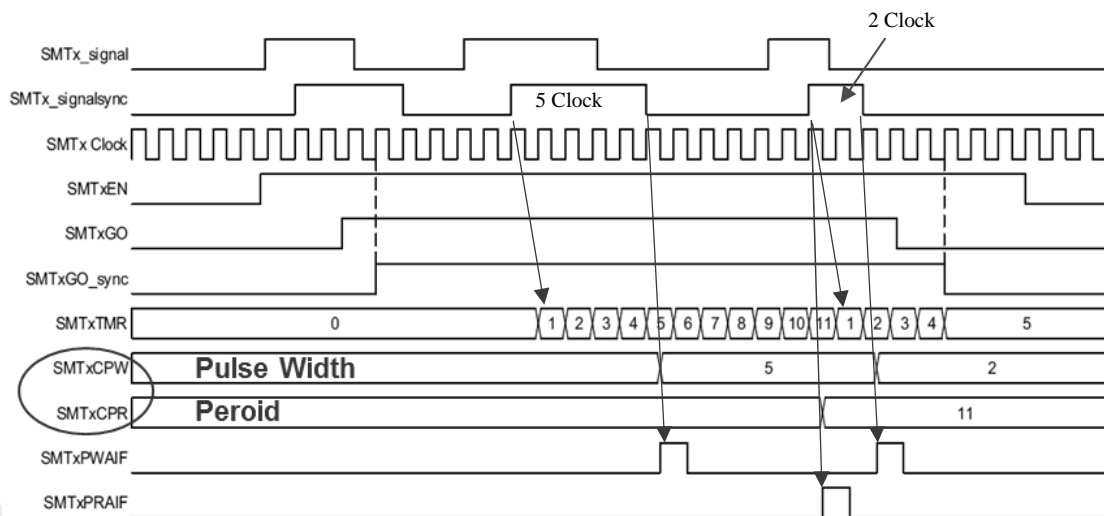 2 Clock
SMTx_signal
SMTx_signalsync
5 Clock
SMTx Clock
SMTxEN
SMTxGO
SMTxGO_sync
SMTxTMR 0 1 2 3 4 5 6 7 8 9 10 11 1 2 3 4 5
SMTxCPW Pulse Width 5 2
SMTxCPR Peroid 11
SMTxPWAIF
SMTxPRAIF